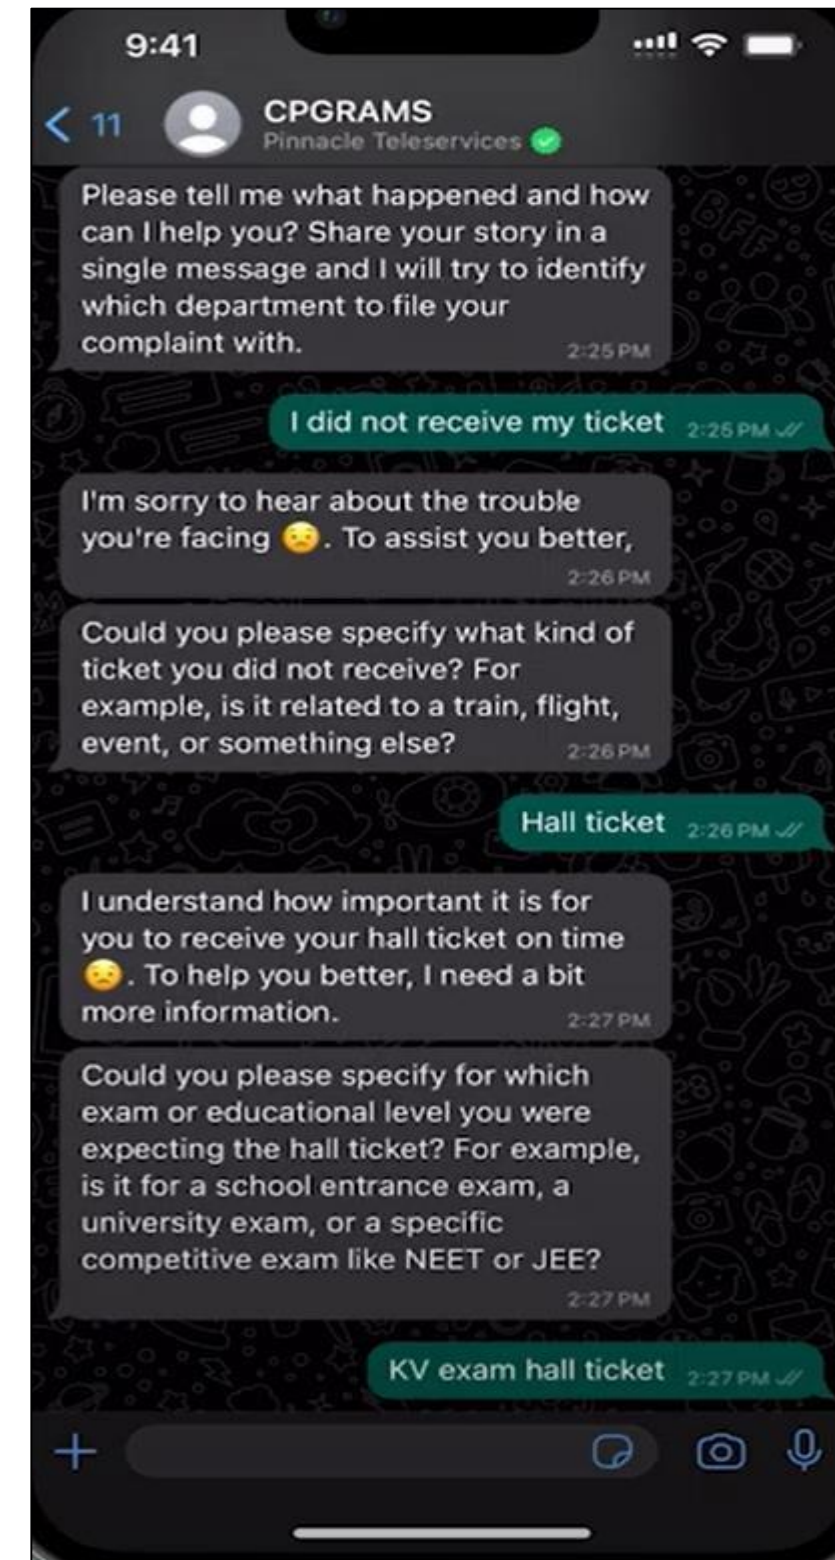 9:41
11
CPGRAMS
Pinnacle Teleservices
Please tell me what happened and how
can I help you? Share your story in a
single message and I will try to identify
which department to file your
complaint with.
2:25 PM
I did not receive my ticket 2:25 PM
I'm sorry to hear about the trouble
you're facing 😟. To assist you better,
2:26 PM
Could you please specify what kind of
ticket you did not receive? For
example, is it related to a train, flight,
event, or something else?
2:26 PM
Hall ticket 2:26 PM
I understand how important it is for
you to receive your hall ticket on time
😟. To help you better, I need a bit
more information.
2:27 PM
Could you please specify for which
exam or educational level you were
expecting the hall ticket? For example,
is it for a school entrance exam, a
university exam, or a specific
competitive exam like NEET or JEE?
2:27 PM
KV exam hall ticket 2:27 PM